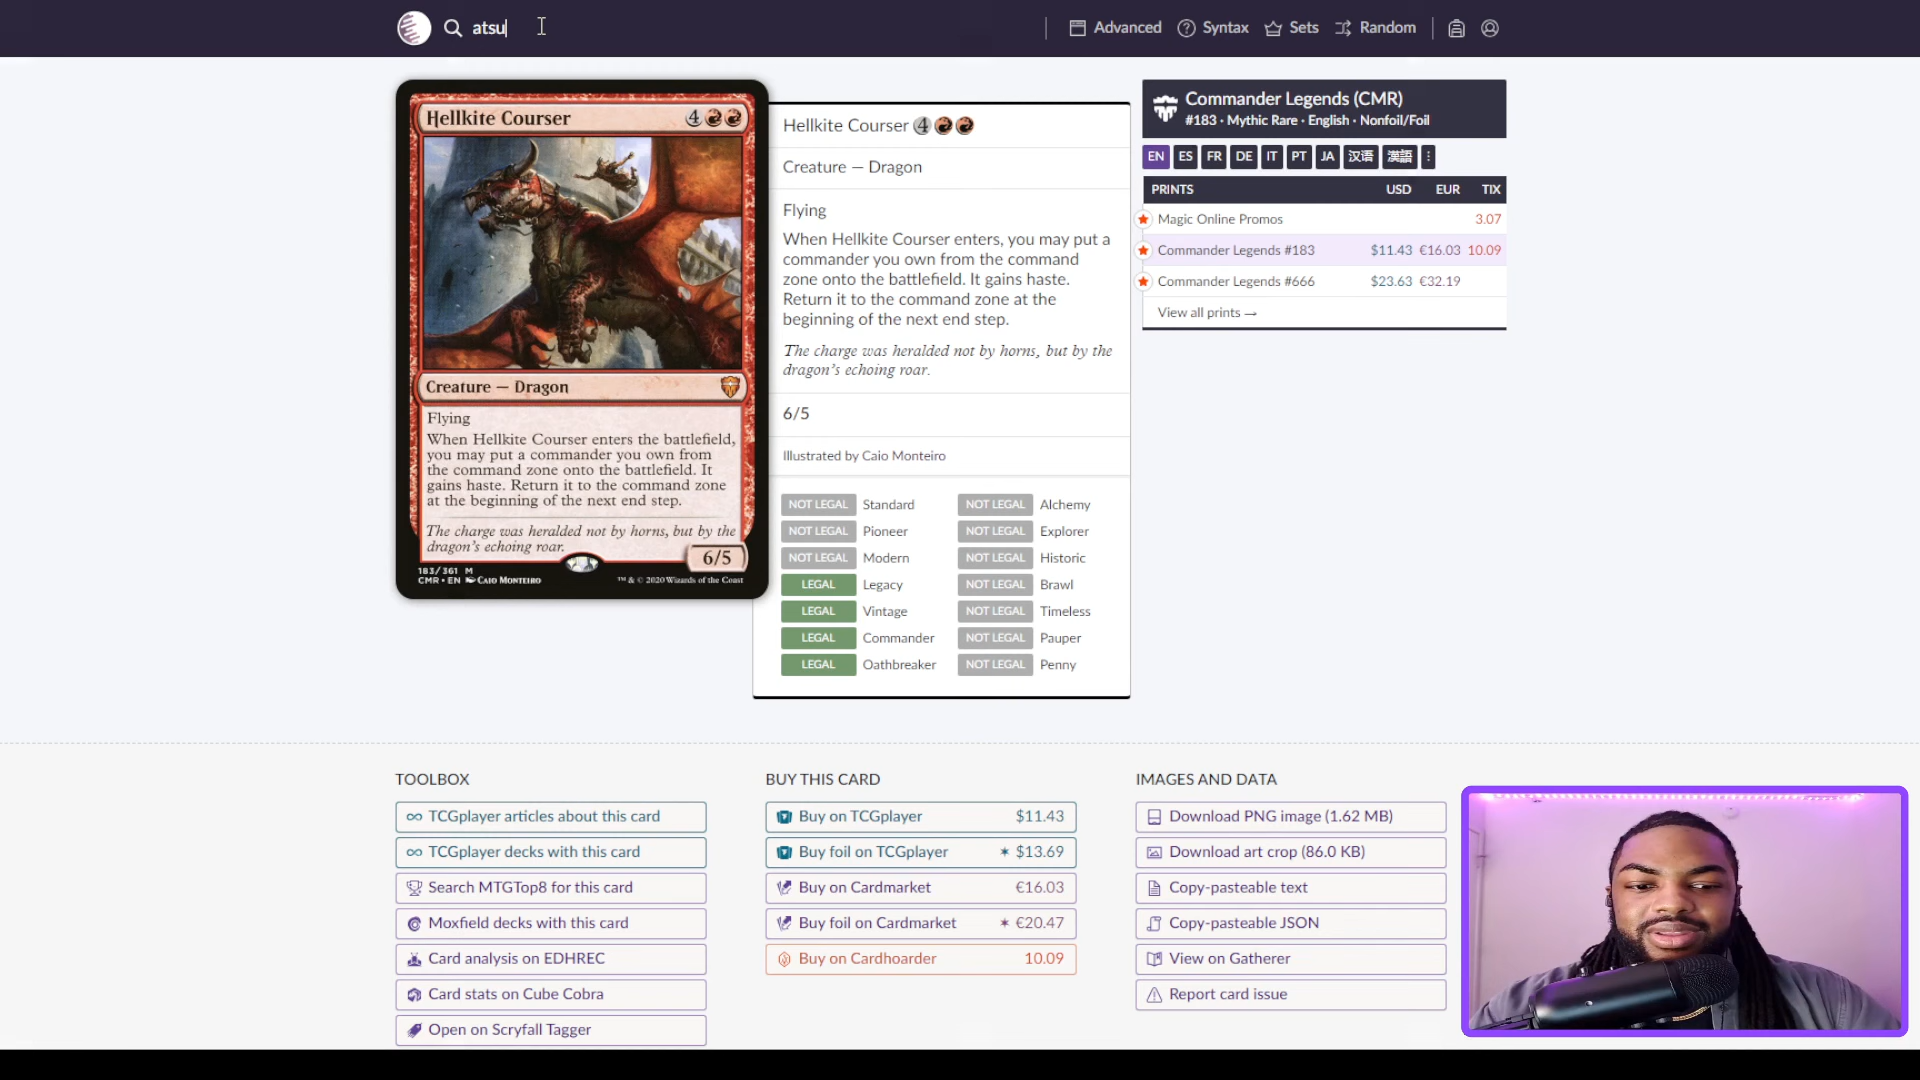 atsu
Advanced
Syntax
Sets
Random
Hellkite Courser 4
Creature — Dragon
Flying
When Hellkite Courser enters the battlefield,
you may put a commander you own from
the command zone onto the battlefield. It
gains haste. Return it to the command zone
at the beginning of the next end step.
The charge was heralded not by horns, but by the
dragon's echoing roar.
6/5
183/361 M
CMR • EN Caio Monteiro
™ & © 2020 Wizards of the Coast
Hellkite Courser 4
Creature — Dragon
Flying
When Hellkite Courser enters, you may put a
commander you own from the command
zone onto the battlefield. It gains haste.
Return it to the command zone at the
beginning of the next end step.
The charge was heralded not by horns, but by the
dragon's echoing roar.
6/5
Illustrated by Caio Monteiro
NOT LEGAL Standard NOT LEGAL Alchemy
NOT LEGAL Pioneer NOT LEGAL Explorer
NOT LEGAL Modern NOT LEGAL Historic
LEGAL Legacy NOT LEGAL Brawl
LEGAL Vintage NOT LEGAL Timeless
LEGAL Commander NOT LEGAL Pauper
LEGAL Oathbreaker NOT LEGAL Penny
Commander Legends (CMR)
#183 · Mythic Rare · English · Nonfoil/Foil
EN ES FR DE IT PT JA 汉语 漢語
PRINTS USD EUR TIX
Magic Online Promos 3.07
Commander Legends #183 $11.43 €16.03 10.09
Commander Legends #666 $23.63 €32.19
View all prints →
TOOLBOX
TCGplayer articles about this card
TCGplayer decks with this card
Search MTGTop8 for this card
Moxfield decks with this card
Card analysis on EDHREC
Card stats on Cube Cobra
Open on Scryfall Tagger
BUY THIS CARD
Buy on TCGplayer $11.43
Buy foil on TCGplayer ✶ $13.69
Buy on Cardmarket €16.03
Buy foil on Cardmarket ✶ €20.47
Buy on Cardhoarder 10.09
IMAGES AND DATA
Download PNG image (1.62 MB)
Download art crop (86.0 KB)
Copy-pasteable text
Copy-pasteable JSON
View on Gatherer
Report card issue